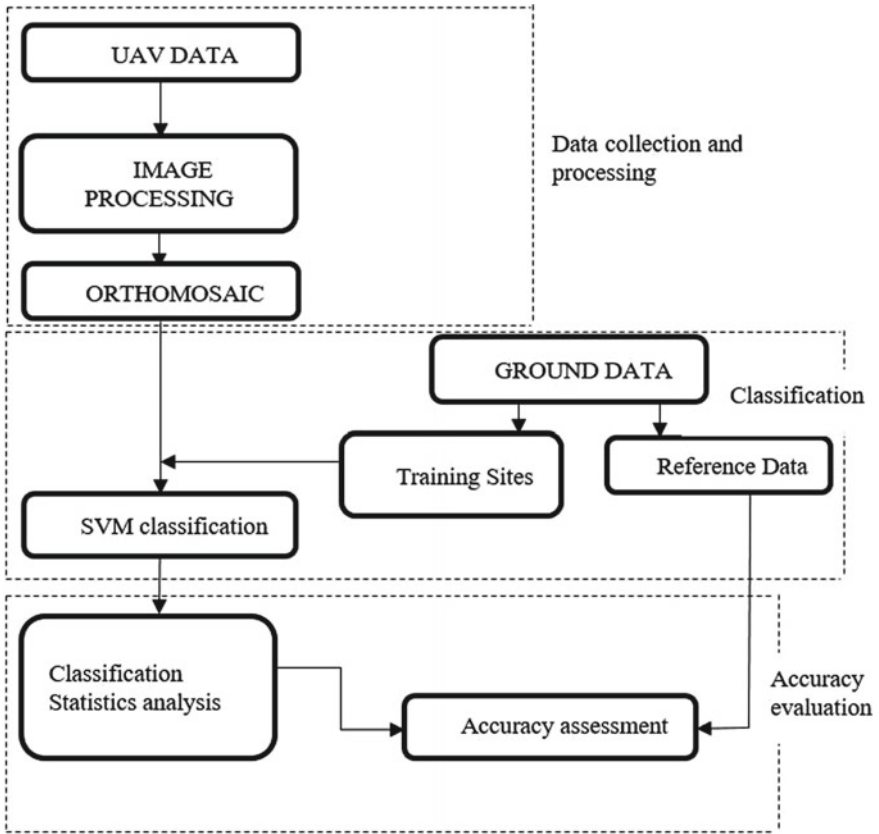 UAV DATA
IMAGE
PROCESSING
ORTHOMOSAIC
Data collection and
processing
GROUND DATA
Classification
Training Sites
Reference Data
SVM classification
Classification
Statistics analysis
Accuracy assessment
Accuracy
evaluation